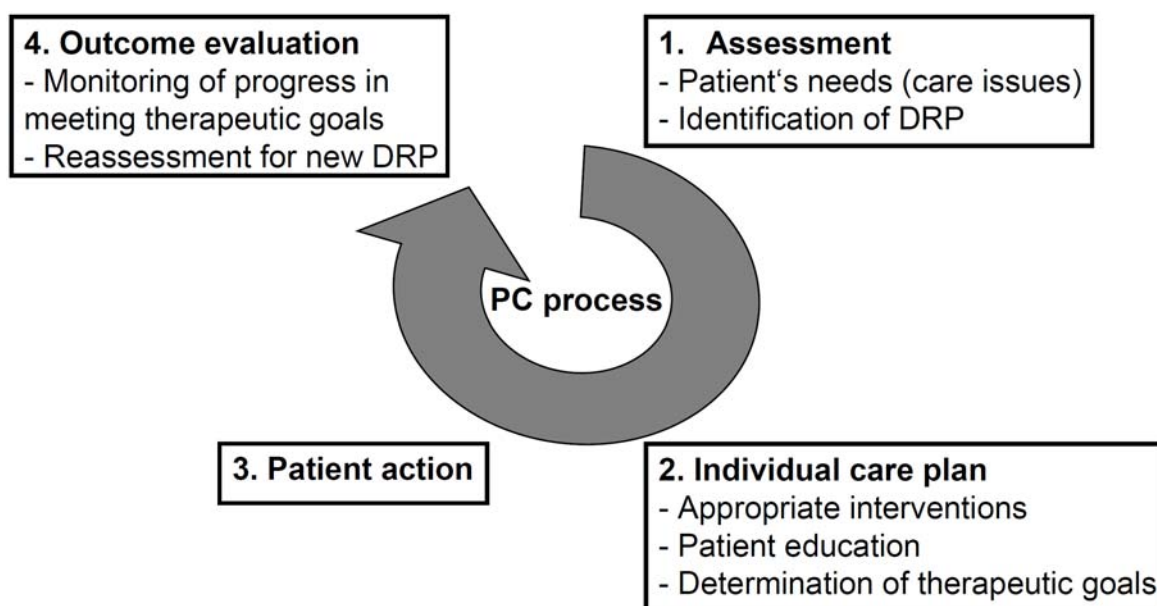 1. Assessment
- Patient‘s needs (care issues)
- Identification of DRP
2. Individual care plan
- Appropriate interventions
- Patient education
- Determination of therapeutic goals
3. Patient action
4. Outcome evaluation
- Monitoring of progress in
meeting therapeutic goals
- Reassessment for new DRP
PC process